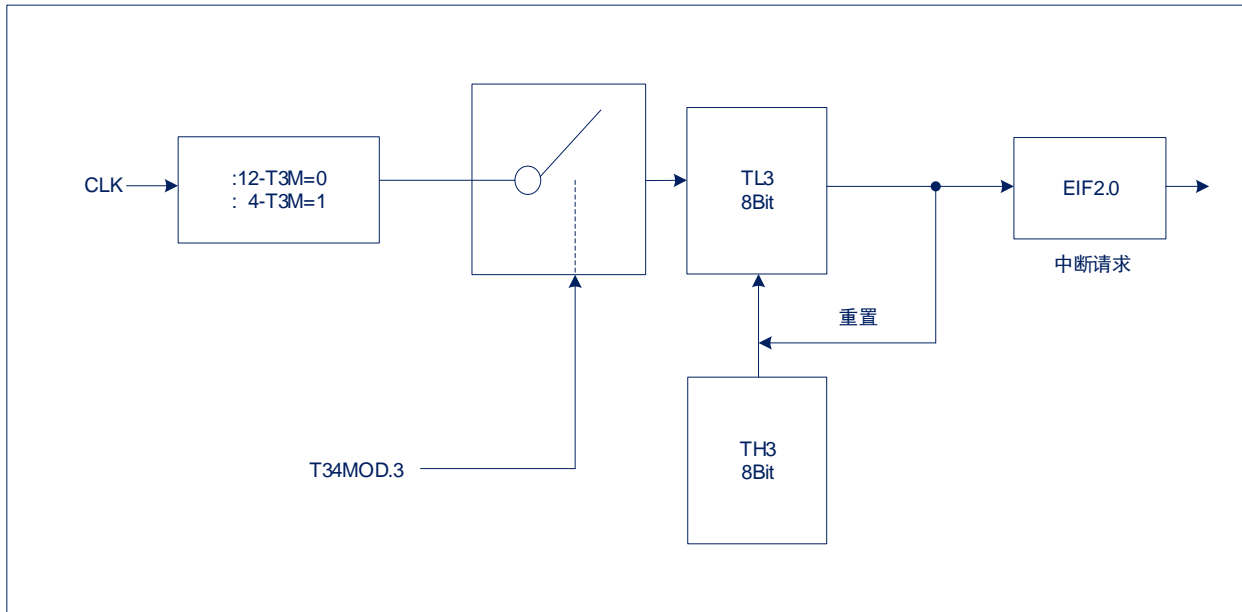 CLK
:12-T3M=0
: 4-T3M=1
TL3
8Bit
EIF2.0
中断请求
重置
TH3
8Bit
T34MOD.3